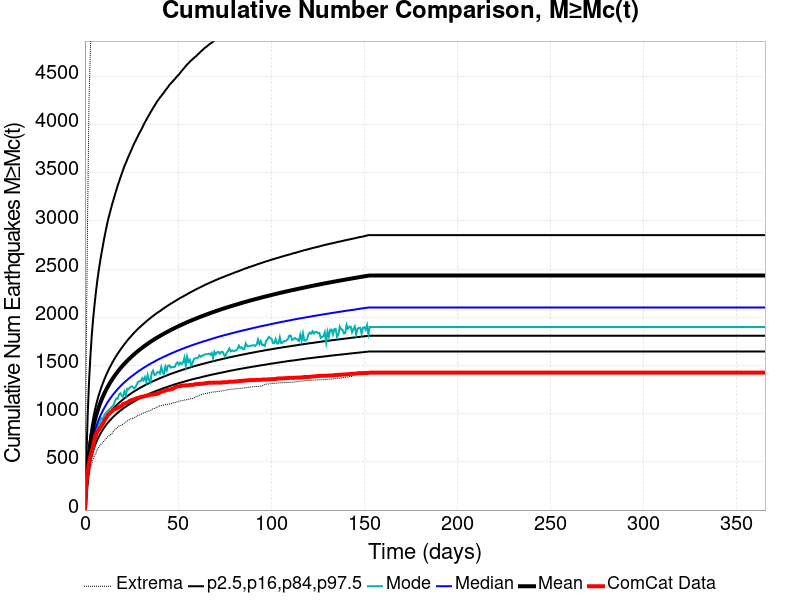 Cumulative Number Comparison, M≥Mc(t)
Cumulative Num Earthquakes M≥Mc(t)
4500
4000
3500
3000
2500
2000
1500
1000
500
0
0 50 100 150 200 250 300 350
Time (days)
Extrema p2.5,p16,p84,p97.5 Mode Median Mean ComCat Data